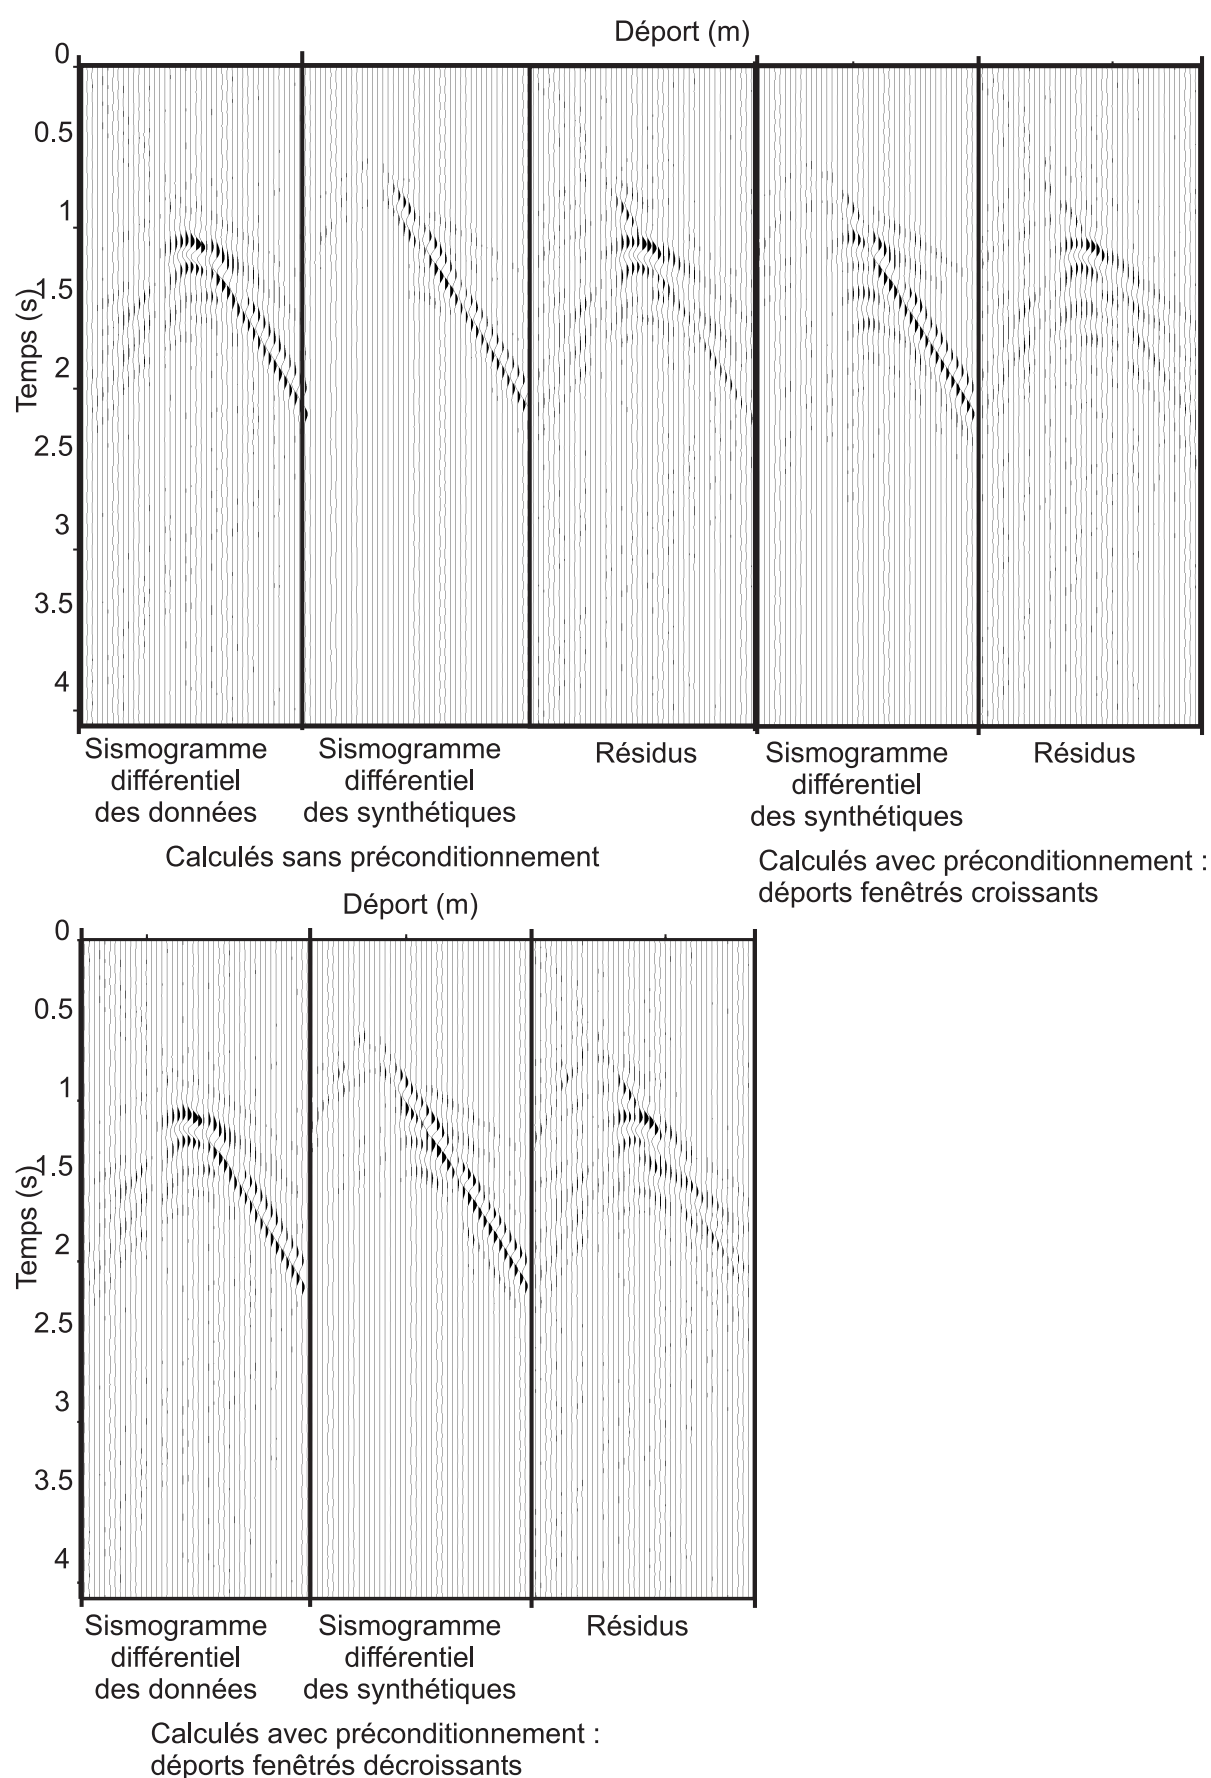 Déport (m)
0
0.5
1
1.5
2
2.5
3
3.5
4
Temps (s)
Sismogramme
différentiel
des données
Sismogramme
différentiel
des synthétiques
Résidus
Sismogramme
différentiel
des synthétiques
Résidus
Calculés sans préconditionnement
Calculés avec préconditionnement :
déports fenêtrés croissants
Déport (m)
0
0.5
1
1.5
2
2.5
3
3.5
4
Temps (s)
Sismogramme
différentiel
des données
Sismogramme
différentiel
des synthétiques
Résidus
Calculés avec préconditionnement :
déports fenêtrés décroissants